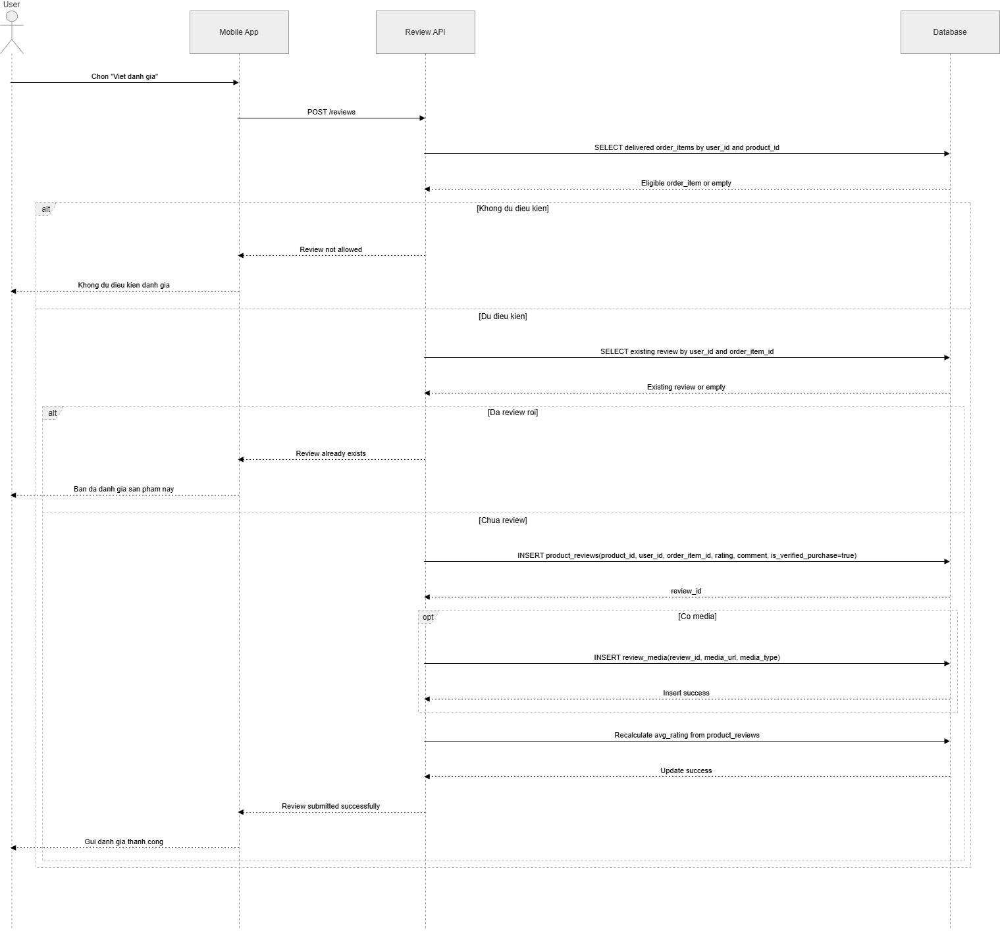 User
Mobile App
Review API
Database
Chon "Viet danh gia"
POST /reviews
SELECT delivered order_items by user_id and product_id
Eligible order_item or empty
alt
[Khong du dieu kien]
Review not allowed
Khong du dieu kien danh gia
[Du dieu kien]
SELECT existing review by user_id and order_item_id
Existing review or empty
alt
[Da review roi]
Review already exists
Ban da danh gia san pham nay
[Chua review]
INSERT product_reviews(product_id, user_id, order_item_id, rating, comment, is_verified_purchase=true)
review_id
opt
[Co media]
INSERT review_media(review_id, media_url, media_type)
Insert success
Recalculate avg_rating from product_reviews
Update success
Review submitted successfully
Gui danh gia thanh cong